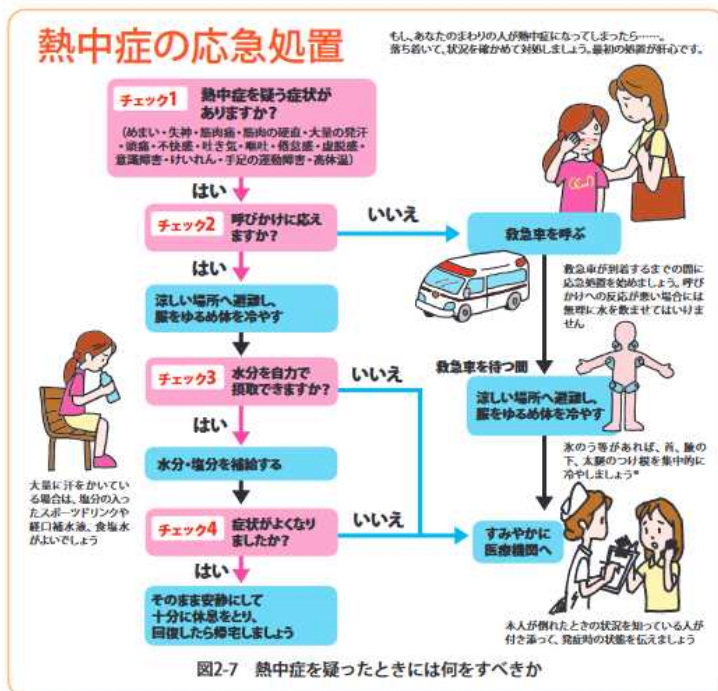 熱中症の応急処置
もし、あなたのまわりの人が熱中症になってしまったら……。
落ち着いて、状況を確かめて対処しましょう。最初の処置が肝心です。
チェック1
熱中症を疑う症状が
ありますか？
（めまい・失神・筋肉痛・筋肉の硬直・大量の発汗
・頭痛・不快感・吐き気・嘔吐・倦怠感・虚脱感・
意識障害・けいれん・手足の運動障害・高体温）
はい
チェック2
呼びかけに応え
ますか？
いいえ
救急車を呼ぶ
はい
涼しい場所へ避難し、
服をゆるめ体を冷やす
救急車が到着するまでの間に
応急処置を始めましょう。呼び
かけへの反応が悪い場合には
無理に水を飲ませてはいけま
せん
チェック3
水分を自力で
摂取できますか？
いいえ
救急車を待つ間
涼しい場所へ避難し、
服をゆるめ体を冷やす
はい
水分・塩分を補給する
氷のう等があれば、首、腋の
下、太腿のつけ根を集中的に
冷やしましょう*
大量に汗をかいてい
る場合は、塩分の入っ
たスポーツドリンクや
経口補水液、食塩水
がよいでしょう
チェック4
症状がよくなり
ましたか？
いいえ
すみやかに
医療機関へ
はい
そのまま安静にして
十分に休息をとり、
回復したら帰宅しましょう
本人が倒れたときの状況を知っている人が
付き添って、発症時の状態を伝えましょう
図2-7　熱中症を疑ったときには何をすべきか